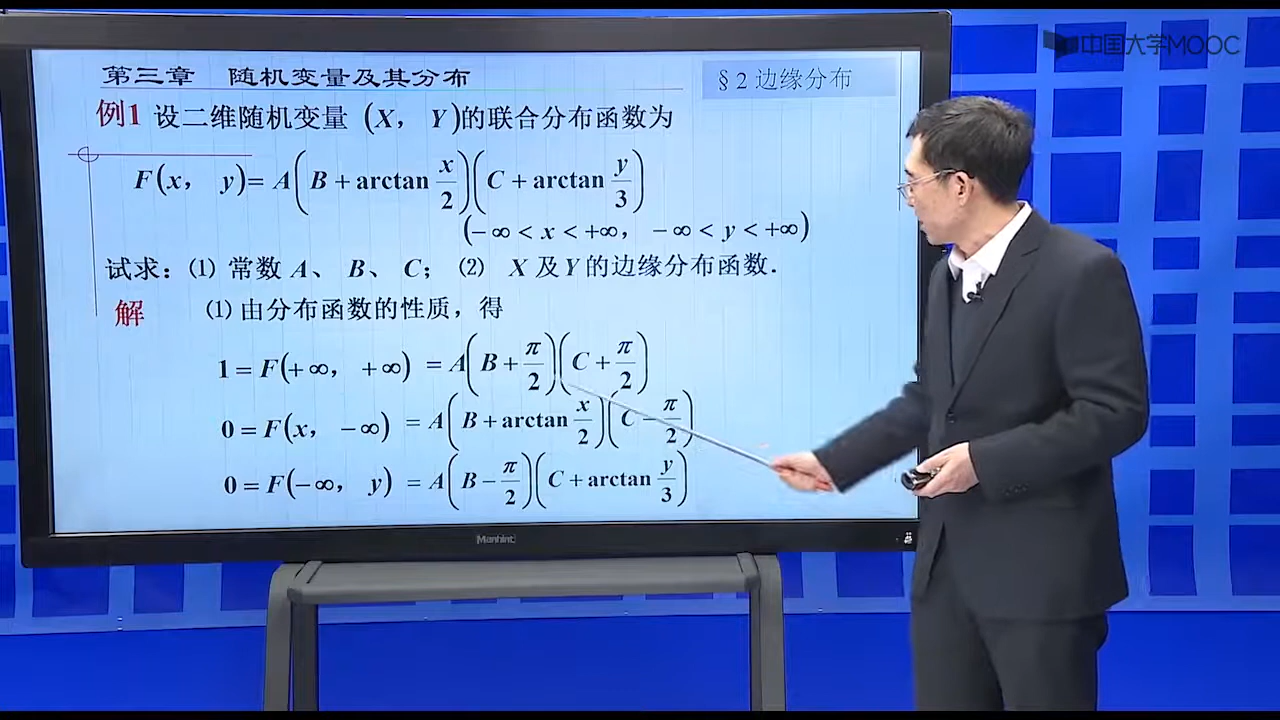 中国大学MOOC
第三章 随机变量及其分布
§2边缘分布
例1 设二维随机变量 (X, Y)的联合分布函数为
F(x, y)= A(B + arctan x/2)(C + arctan y/3)
(−∞ < x < +∞, −∞ < y < +∞)
试求：⑴ 常数 A、 B、 C； ⑵ X 及Y 的边缘分布函数.
解 ⑴ 由分布函数的性质，得
1 = F(+∞, +∞) = A(B + π/2)(C + π/2)
0 = F(x, −∞) = A(B + arctan x/2)(C − π/2)
0 = F(−∞, y) = A(B − π/2)(C + arctan y/3)